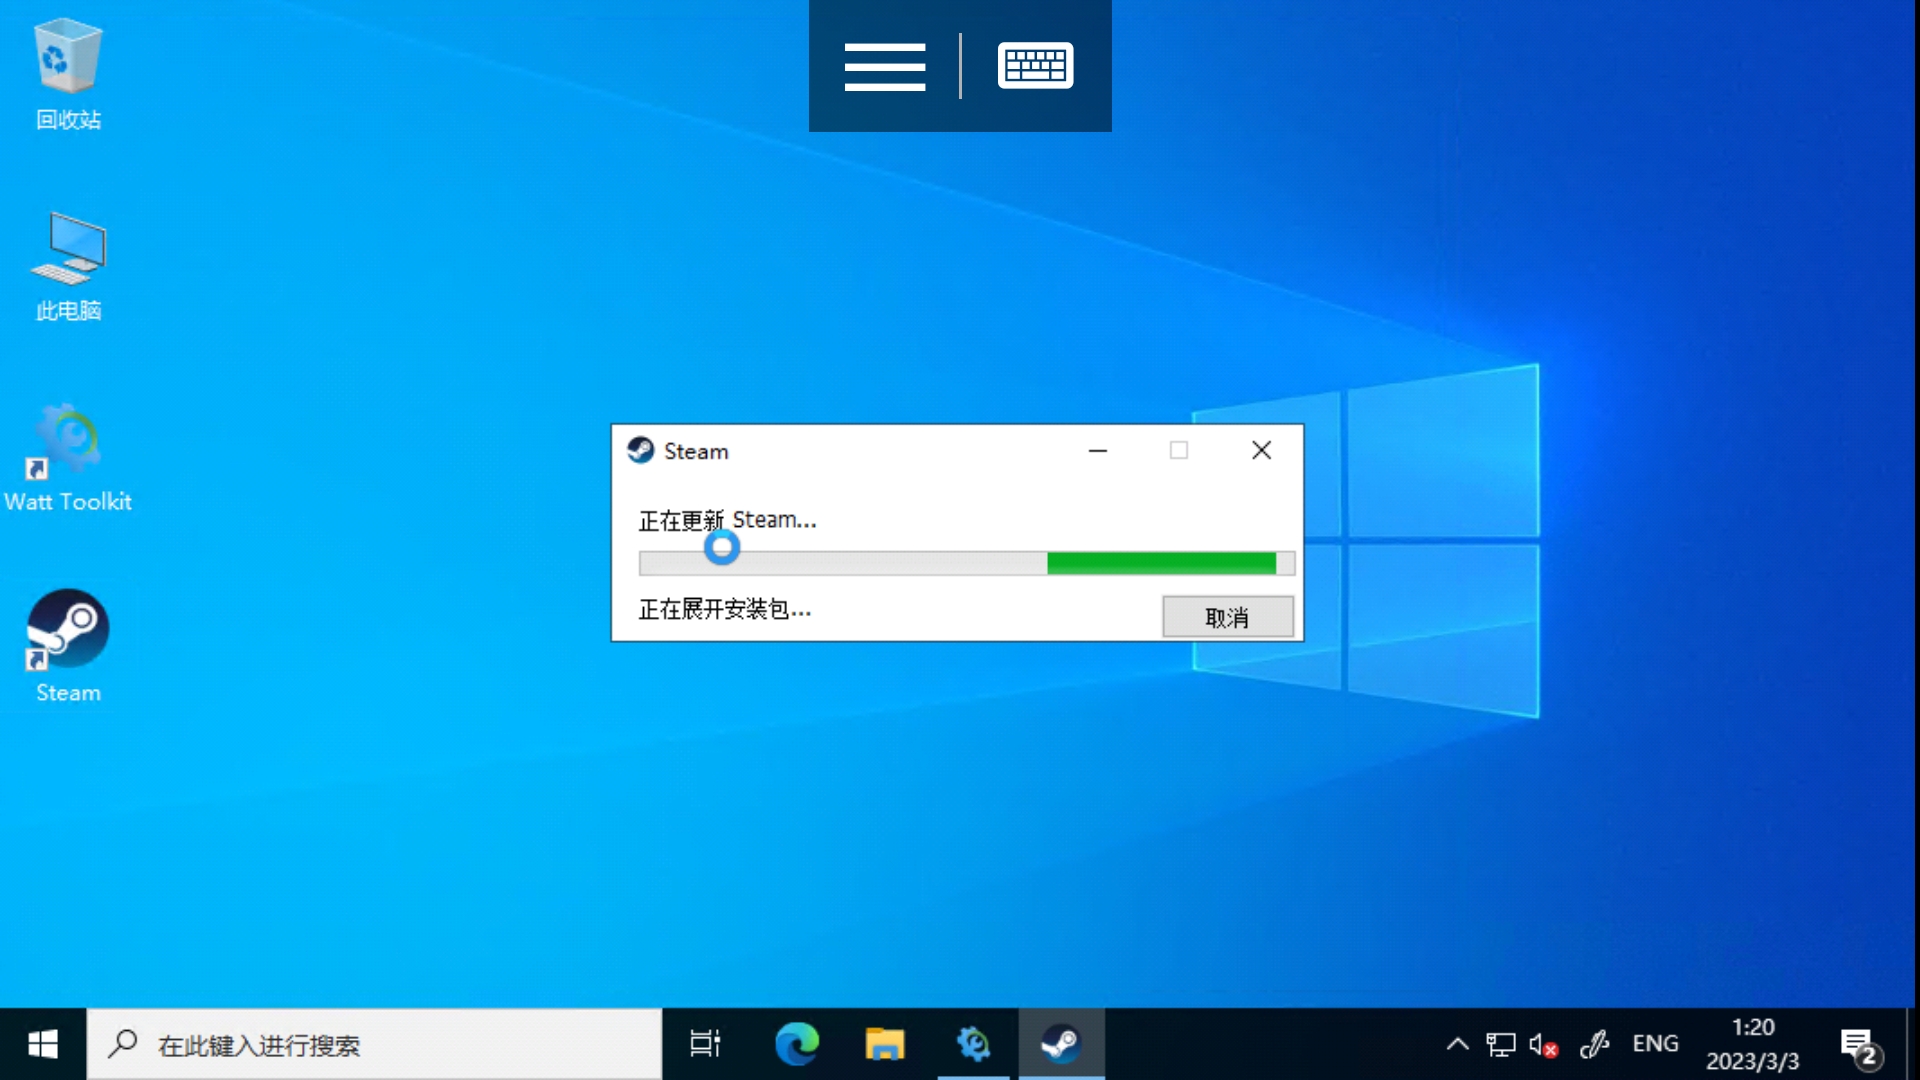 回收站
此电脑
Watt Toolkit
Steam
Steam
正在更新 Steam...
正在展开安装包...
取消
在此键入进行搜索
ENG
1:20
2023/3/3
2